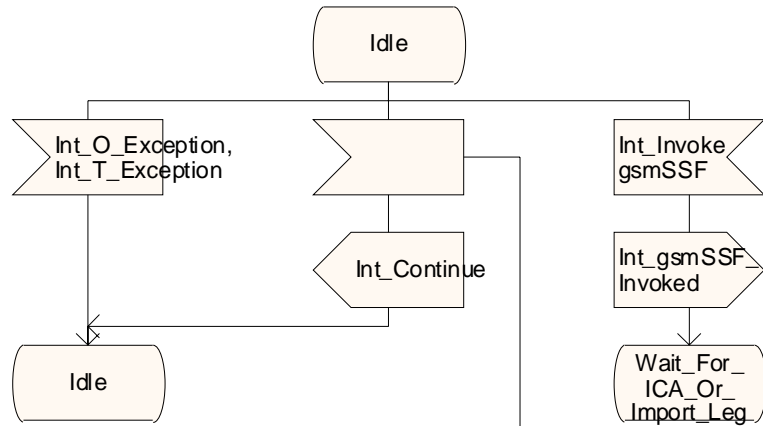 Idle
Int_O_Exception,
Int_T_Exception
Int_Invoke
gsmSSF
Int_Continue
Int_gsmSSF_
Invoked
Idle
Wait_For_
ICA_Or_
Import_Leg